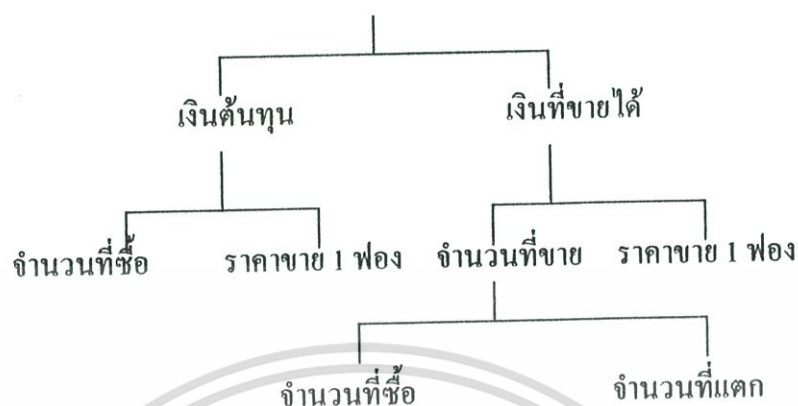 เงินต้นทุน เงินที่ขายได้
จำนวนที่ซื้อ ราคาขาย 1 ฟอง จำนวนที่ขาย ราคาขาย 1 ฟอง
จำนวนที่ซื้อ จำนวนที่แตก